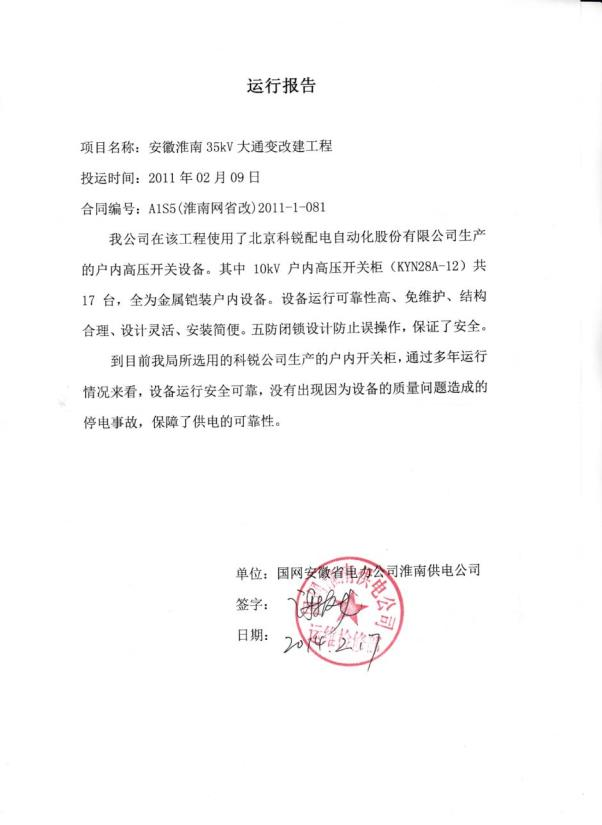 运行报告
项目名称：安徽淮南 35kV 大通变改建工程
投运时间：2011 年 02 月 09 日
合同编号：A1S5(淮南网省改)2011-1-081
我公司在该工程使用了北京科锐配电自动化股份有限公司生产
的户内高压开关设备。其中 10kV 户内高压开关柜（KYN28A-12）共
17 台，全为金属铠装户内设备。设备运行可靠性高、免维护、结构
合理、设计灵活、安装简便。五防闭锁设计防止误操作，保证了安全。
到目前我局所选用的科锐公司生产的户内开关柜，通过多年运行
情况来看，设备运行安全可靠，没有出现因为设备的质量问题造成的
停电事故，保障了供电的可靠性。
单位：国网安徽省电力公司淮南供电公司
签字：
日期：2014.2.17
运维检修部